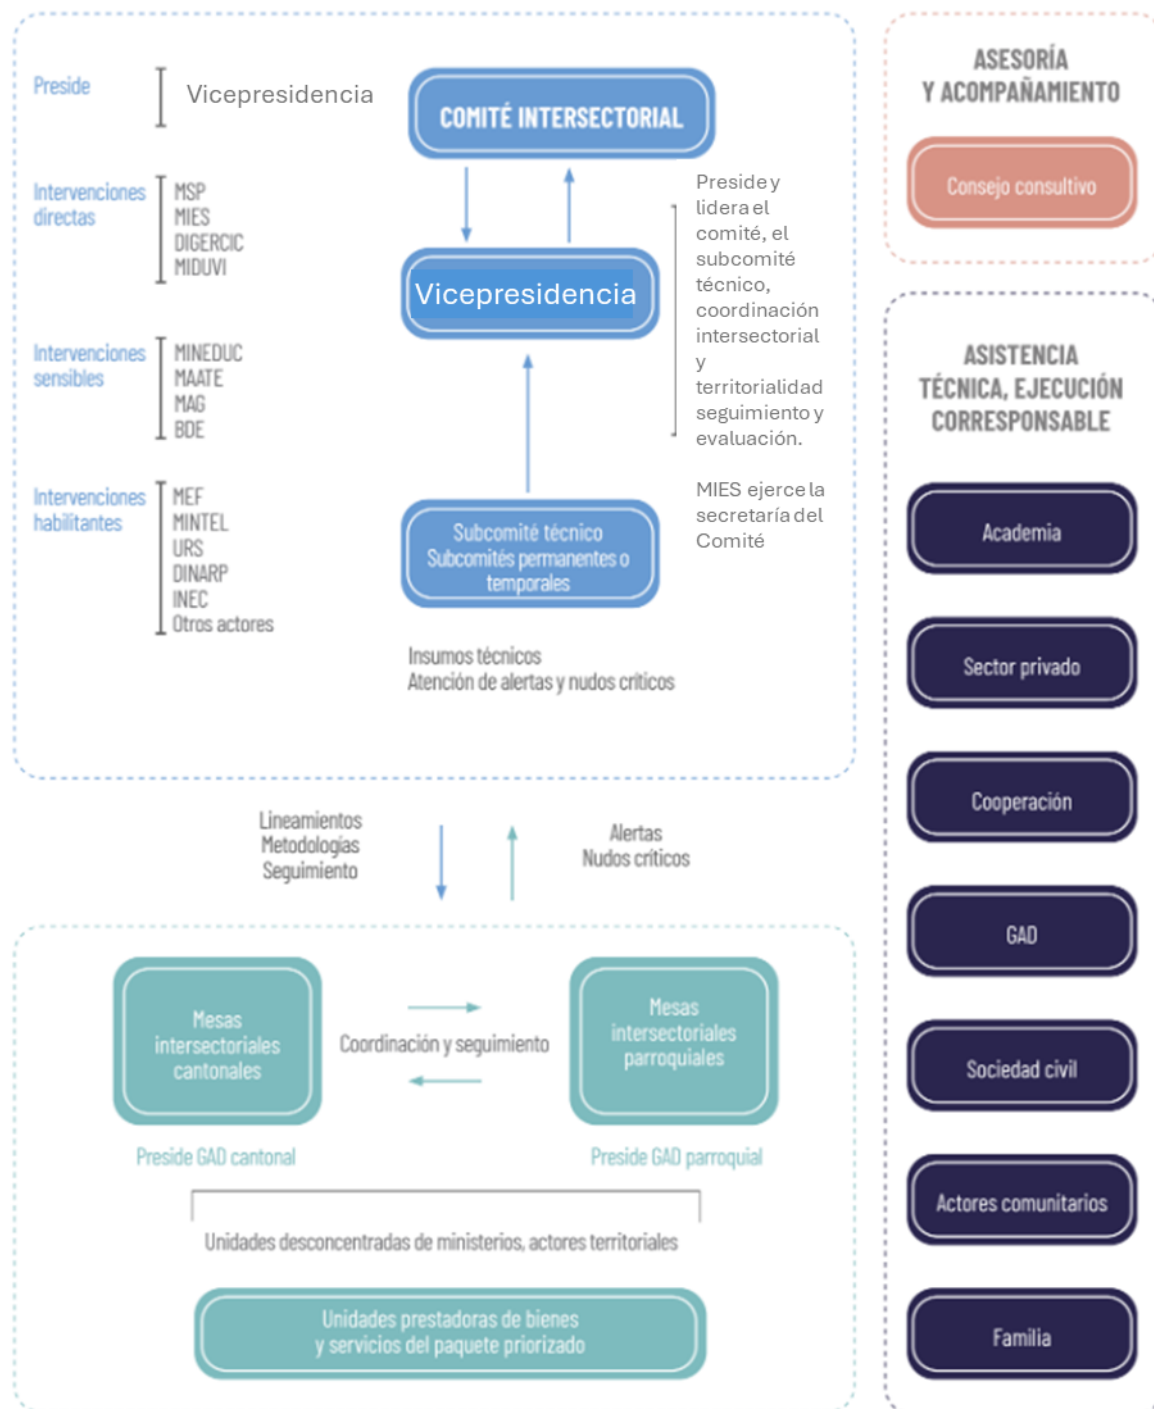 Preside
Vicepresidencia
Intervenciones
directas
MSP
MIES
DIGERCIC
MIDUVI
Intervenciones
sensibles
MINEDUC
MAATE
MAG
BDE
Intervenciones
habilitantes
MEF
MINTEL
URS
DINARP
INEC
Otros actores
COMITÉ INTERSECTORIAL
Vicepresidencia
Preside y
lidera el
comité, el
subcomité
técnico,
coordinación
intersectorial
y
territorialidad
seguimiento y
evaluación.
MIES ejerce la
secretaría del
Comité
Subcomité técnico
Subcomités permanentes o
temporales
Insumos técnicos
Atención de alertas y nudos críticos
Lineamientos
Metodologías
Seguimiento
Alertas
Nudos críticos
Mesas
intersectoriales
cantonales
Coordinación y seguimiento
Mesas
intersectoriales
parroquiales
Preside GAD cantonal
Preside GAD parroquial
Unidades desconcentradas de ministerios, actores territoriales
Unidades prestadoras de bienes
y servicios del paquete priorizado
ASESORÍA
Y ACOMPAÑAMIENTO
Consejo consultivo
ASISTENCIA
TÉCNICA, EJECUCIÓN
CORRESPONSABLE
Academia
Sector privado
Cooperación
GAD
Sociedad civil
Actores comunitarios
Familia